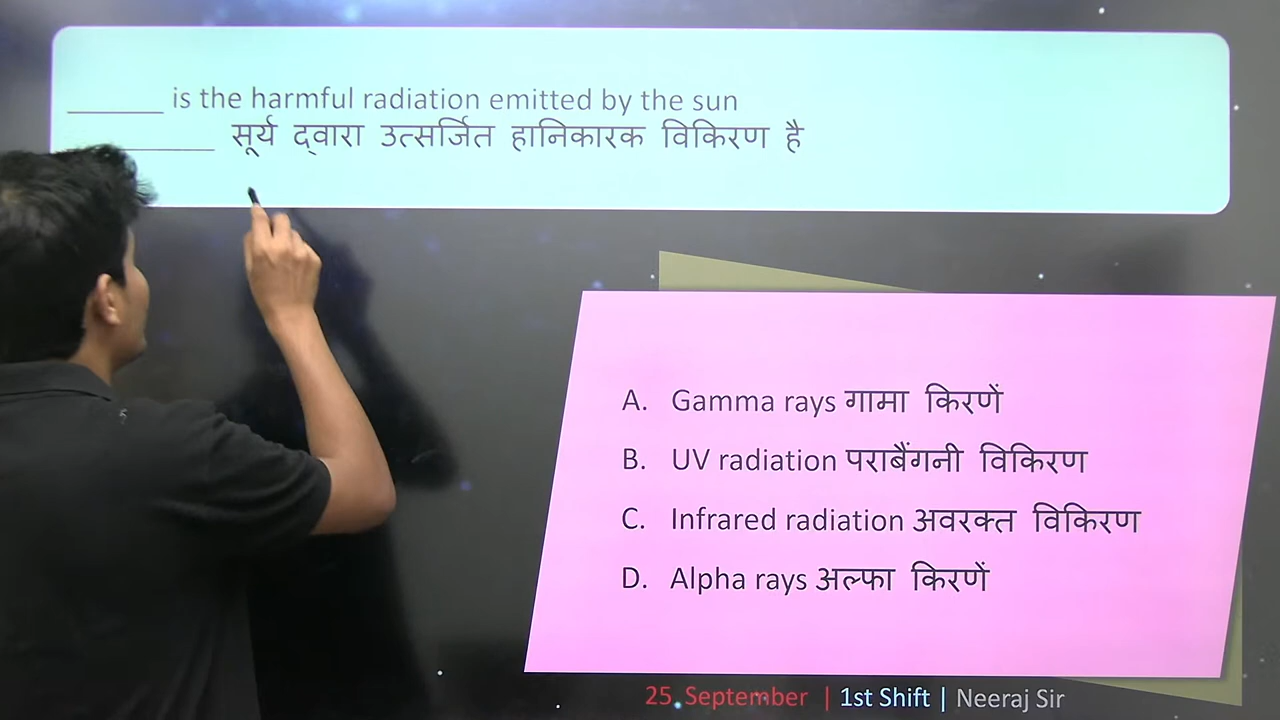 _______ is the harmful radiation emitted by the sun
_______ सूर्य द्वारा उत्सर्जित हानिकारक विकिरण है
A. Gamma rays गामा किरणें
B. UV radiation पराबैंगनी विकिरण
C. Infrared radiation अवरक्त विकिरण
D. Alpha rays अल्फा किरणें
25 September | 1st Shift | Neeraj Sir